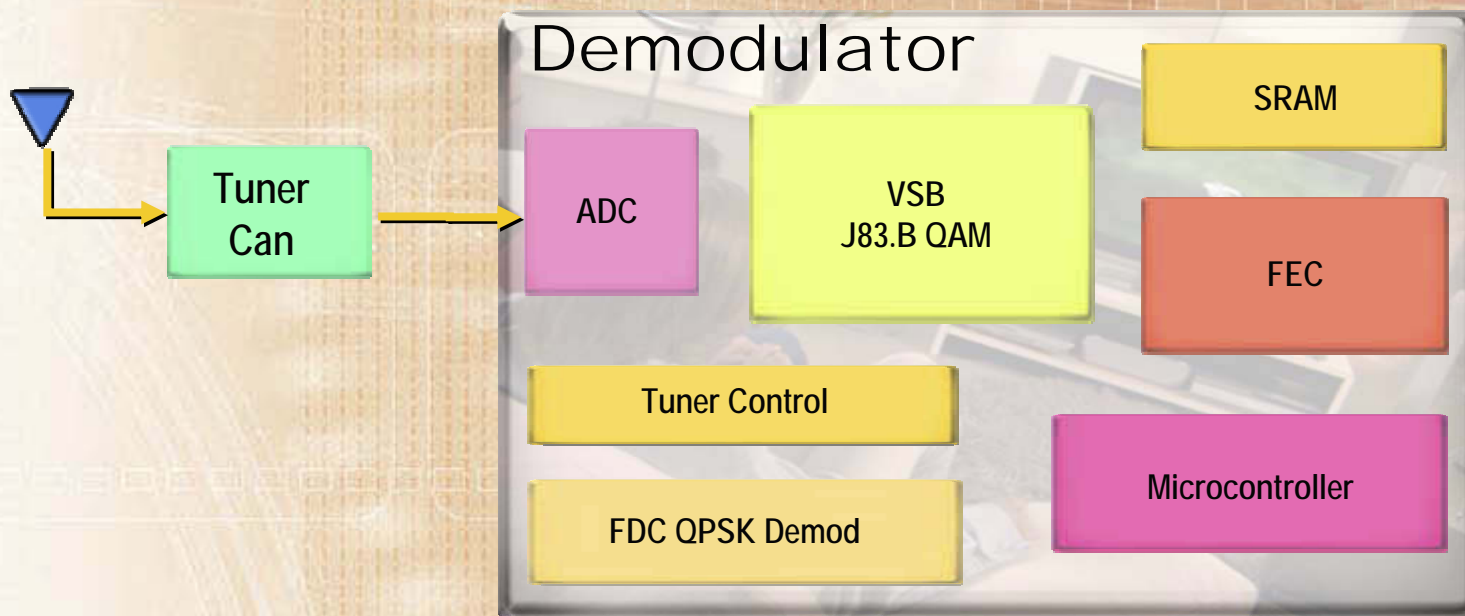 Demodulator
SRAM
Tuner
Can
ADC
VSB
J83.B QAM
FEC
Tuner Control
Microcontroller
FDC QPSK Demod